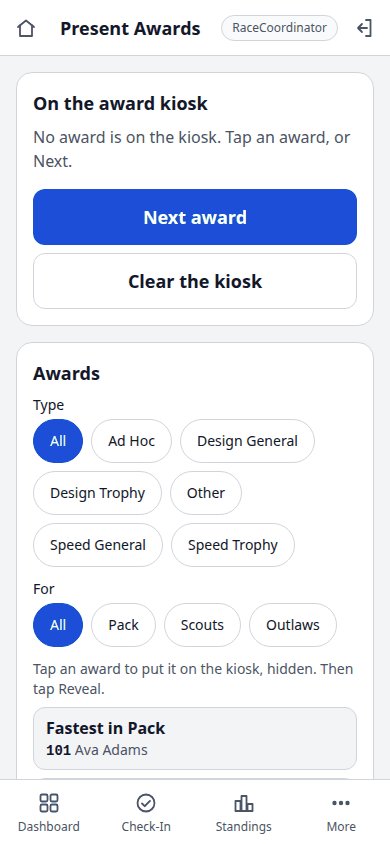 Present Awards
RaceCoordinator
On the award kiosk
No award is on the kiosk. Tap an award, or
Next.
Next award
Clear the kiosk
Awards
Type
All
Ad Hoc
Design General
Design Trophy
Other
Speed General
Speed Trophy
For
All
Pack
Scouts
Outlaws
Tap an award to put it on the kiosk, hidden. Then
tap Reveal.
Fastest in Pack
101 Ava Adams
Dashboard
Check-In
Standings
More